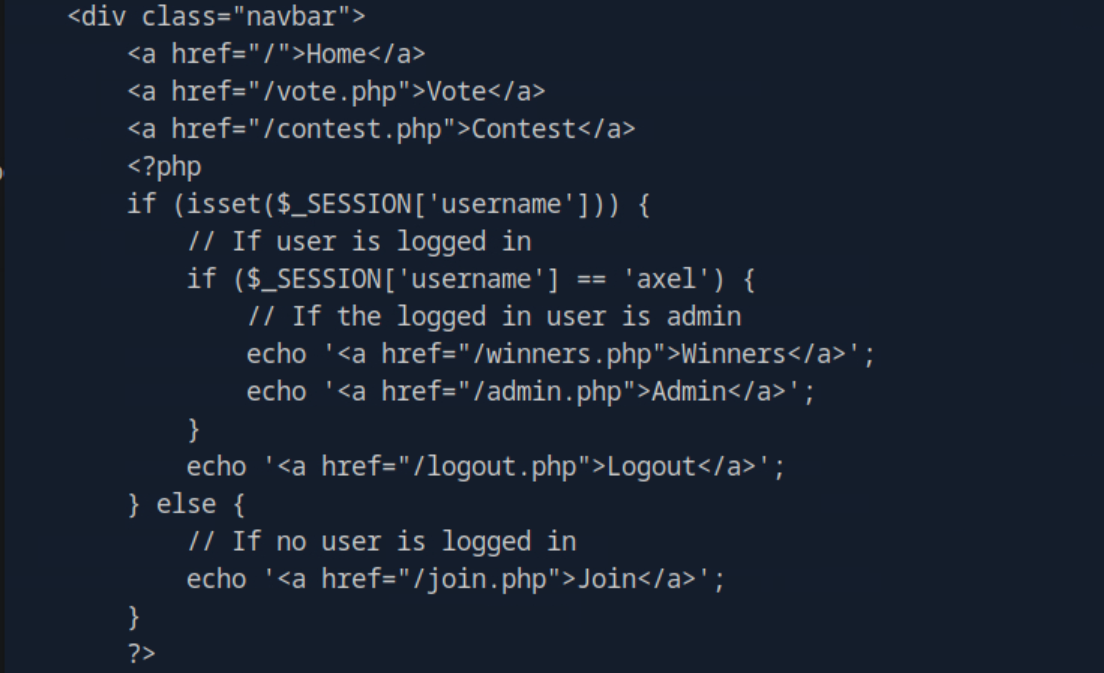 <div class="navbar">
<a href="/">Home</a>
<a href="/vote.php">Vote</a>
<a href="/contest.php">Contest</a>
<?php
if (isset($_SESSION['username'])) {
// If user is logged in
if ($_SESSION['username'] == 'axel') {
// If the logged in user is admin
echo '<a href="/winners.php">Winners</a>';
echo '<a href="/admin.php">Admin</a>';
}
echo '<a href="/logout.php">Logout</a>';
} else {
// If no user is logged in
echo '<a href="/join.php">Join</a>';
}
?>